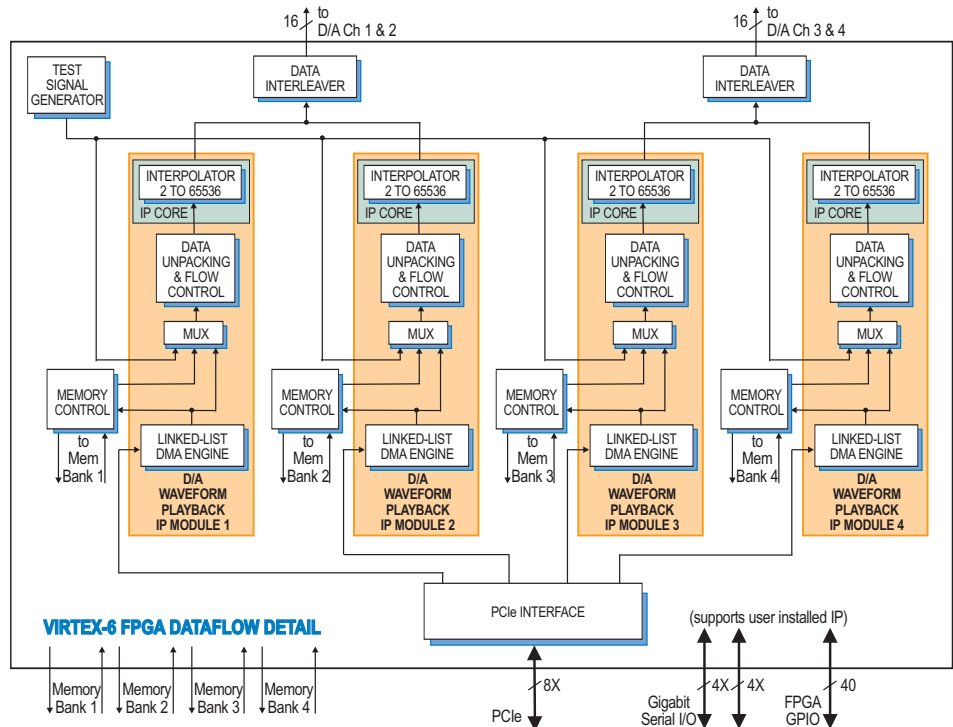 16
to
D/A Ch 1 & 2
16
to
D/A Ch 3 & 4
TEST
SIGNAL
GENERATOR
DATA
INTERLEAVER
DATA
INTERLEAVER
INTERPOLATOR
2 TO 65536
IP CORE
DATA
UNPACKING
& FLOW
CONTROL
MUX
MEMORY
CONTROL
to
Mem
Bank 1
LINKED-LIST
DMA ENGINE
D/A
WAVEFORM
PLAYBACK
IP MODULE 1
INTERPOLATOR
2 TO 65536
IP CORE
DATA
UNPACKING
& FLOW
CONTROL
MUX
MEMORY
CONTROL
to
Mem
Bank 2
LINKED-LIST
DMA ENGINE
D/A
WAVEFORM
PLAYBACK
IP MODULE 2
INTERPOLATOR
2 TO 65536
IP CORE
DATA
UNPACKING
& FLOW
CONTROL
MUX
MEMORY
CONTROL
to
Mem
Bank 3
LINKED-LIST
DMA ENGINE
D/A
WAVEFORM
PLAYBACK
IP MODULE 3
INTERPOLATOR
2 TO 65536
IP CORE
DATA
UNPACKING
& FLOW
CONTROL
MUX
MEMORY
CONTROL
to
Mem
Bank 4
LINKED-LIST
DMA ENGINE
D/A
WAVEFORM
PLAYBACK
IP MODULE 4
PCIe INTERFACE
VIRTEX-6 FPGA DATAFLOW DETAIL
(supports user installed IP)
Memory
Bank 1
Memory
Bank 2
Memory
Bank 3
Memory
Bank 4
8X
PCIe
4X
4X
Gigabit
Serial I/O
40
FPGA
GPIO